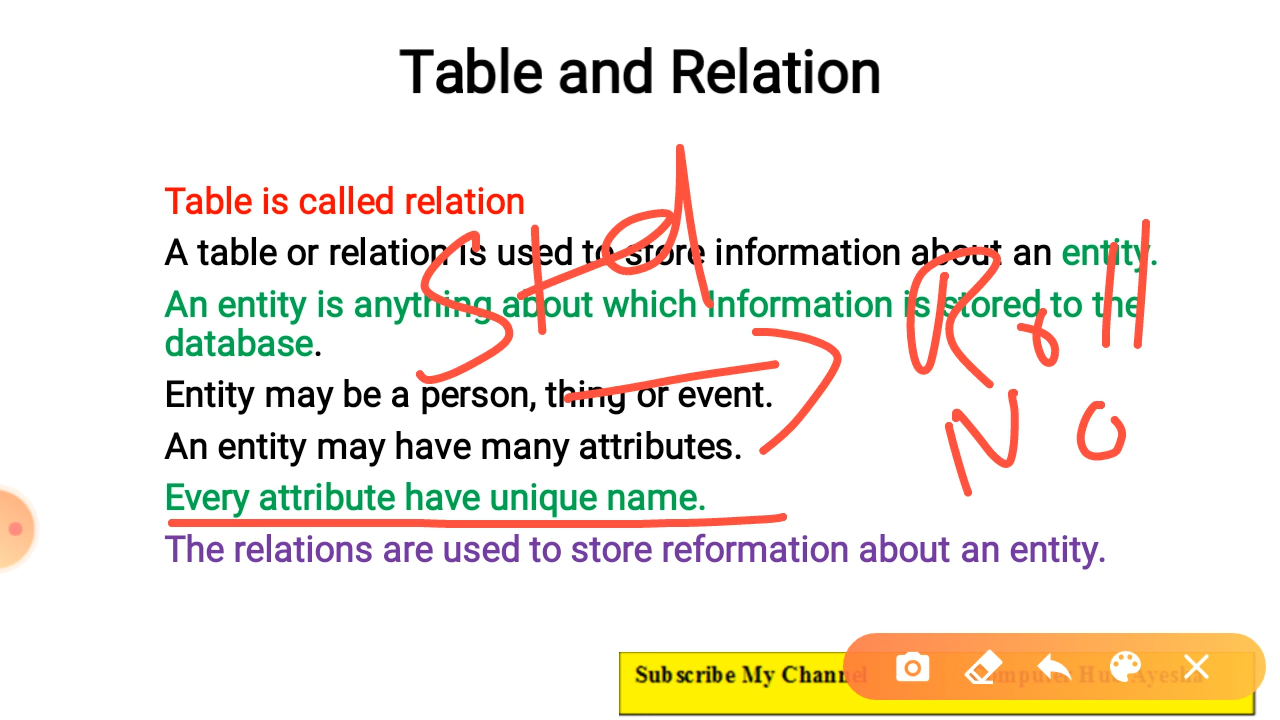 Table and Relation
Table is called relation
A table or relation is used to store information about an entity.
An entity is anything about which Information is stored to the
database.
Entity may be a person, thing or event.
An entity may have many attributes.
Every attribute have unique name.
The relations are used to store reformation about an entity.
Std
Roll
No
Subscribe My Channel Computer Hub Ayesha